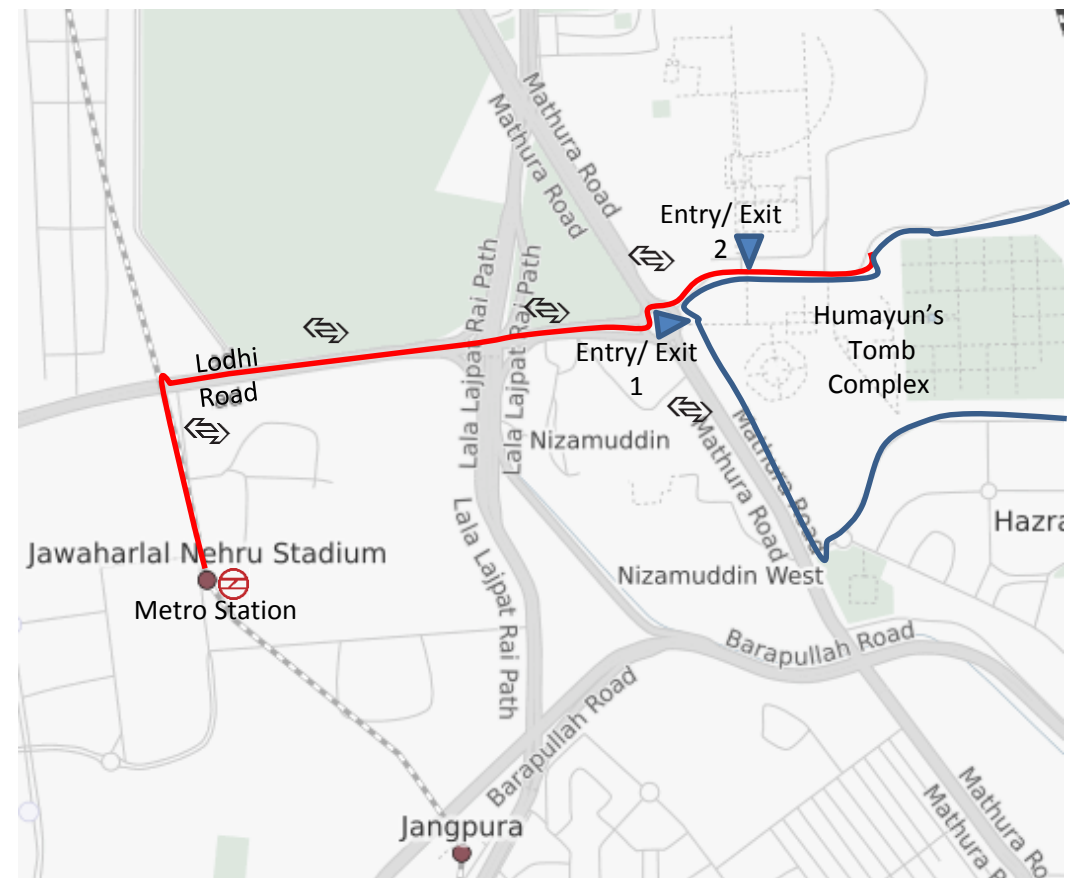 Mathura Road
Mathura Road
Entry/ Exit
2
Lala Lajpat Rai Path
Lala Lajpat Rai Path
Humayun's
Tomb
Complex
Entry/ Exit
1
Lodhi
Road
Mathura Road
Mathura Road
Nizamuddin
Hazra
Jawaharlal Nehru Stadium
Metro Station
Lala Lajpat Rai Path
Nizamuddin West
Barapullah Road
Barapullah Road
Mathura Ro
Mathura R
Jangpura